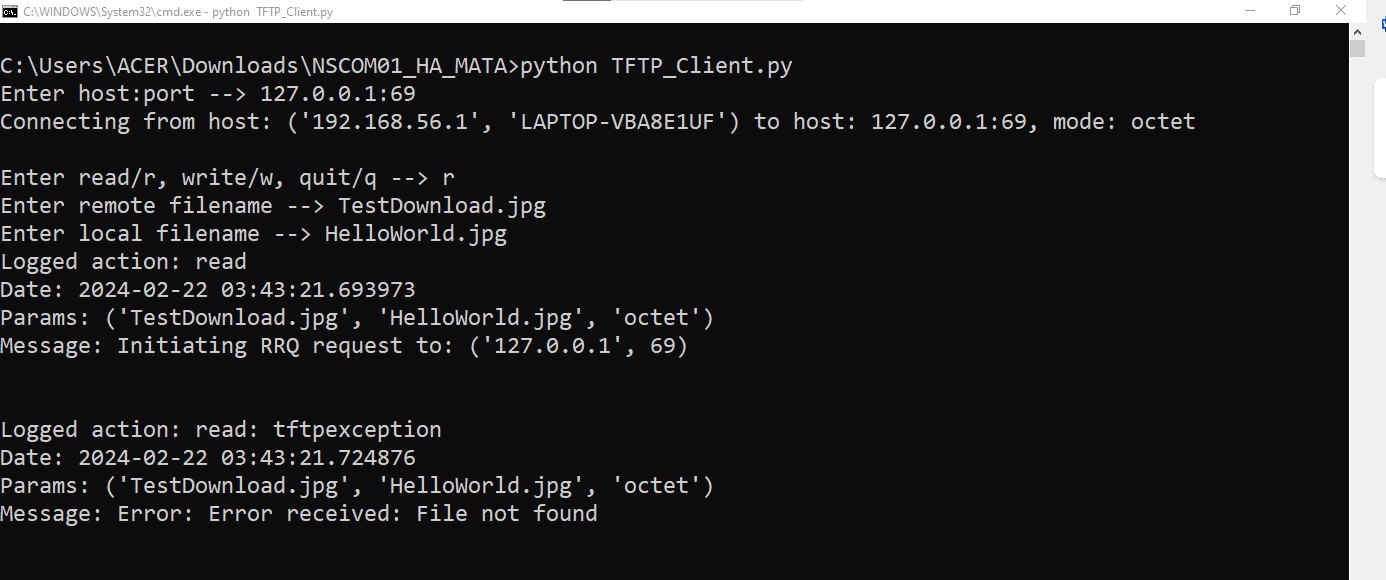 C:\WINDOWS\System32\cmd.exe - python  TFTP_Client.py
C:\Users\ACER\Downloads\NSCOM01_HA_MATA>python TFTP_Client.py
Enter host:port --> 127.0.0.1:69
Connecting from host: ('192.168.56.1', 'LAPTOP-VBA8E1UF') to host: 127.0.0.1:69, mode: octet
Enter read/r, write/w, quit/q --> r
Enter remote filename --> TestDownload.jpg
Enter local filename --> HelloWorld.jpg
Logged action: read
Date: 2024-02-22 03:43:21.693973
Params: ('TestDownload.jpg', 'HelloWorld.jpg', 'octet')
Message: Initiating RRQ request to: ('127.0.0.1', 69)
Logged action: read: tftpexception
Date: 2024-02-22 03:43:21.724876
Params: ('TestDownload.jpg', 'HelloWorld.jpg', 'octet')
Message: Error: Error received: File not found